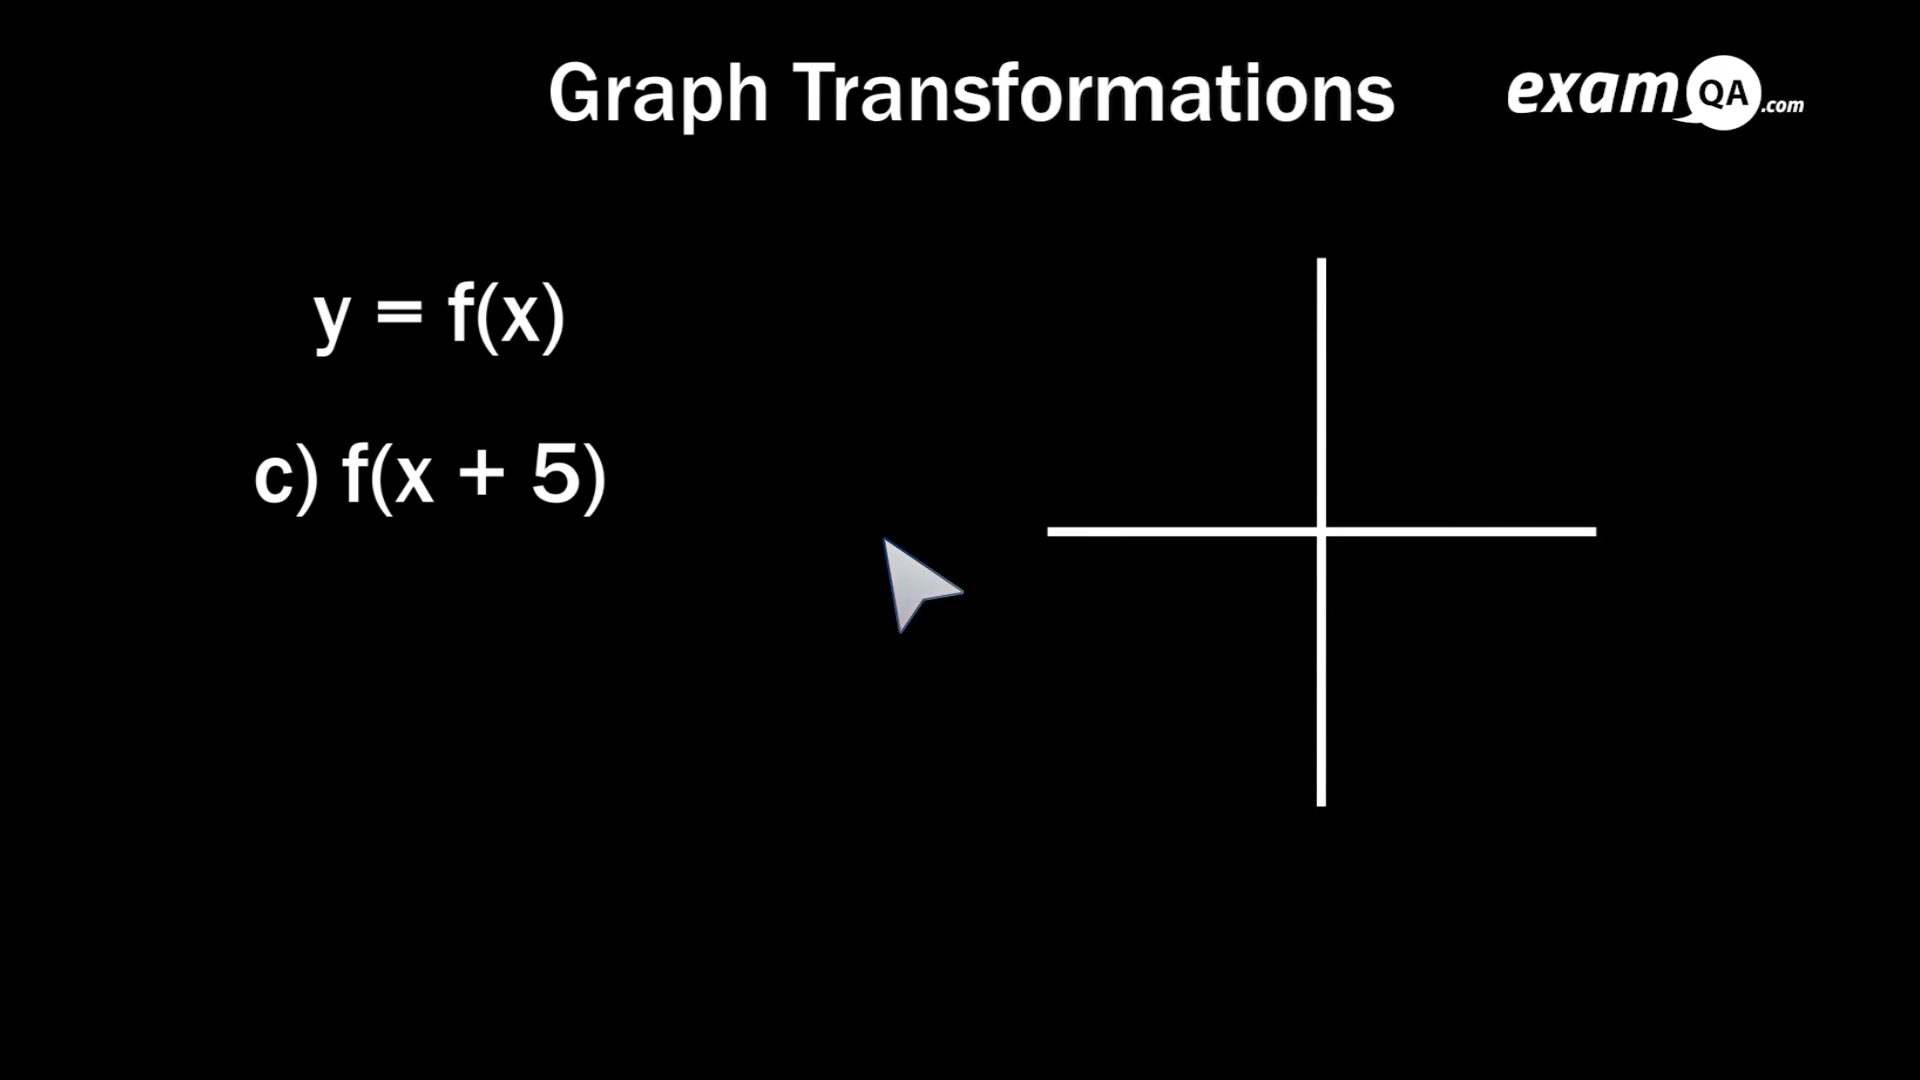 Graph Transformations
examQA.com
y = f(x)
c) f(x + 5)